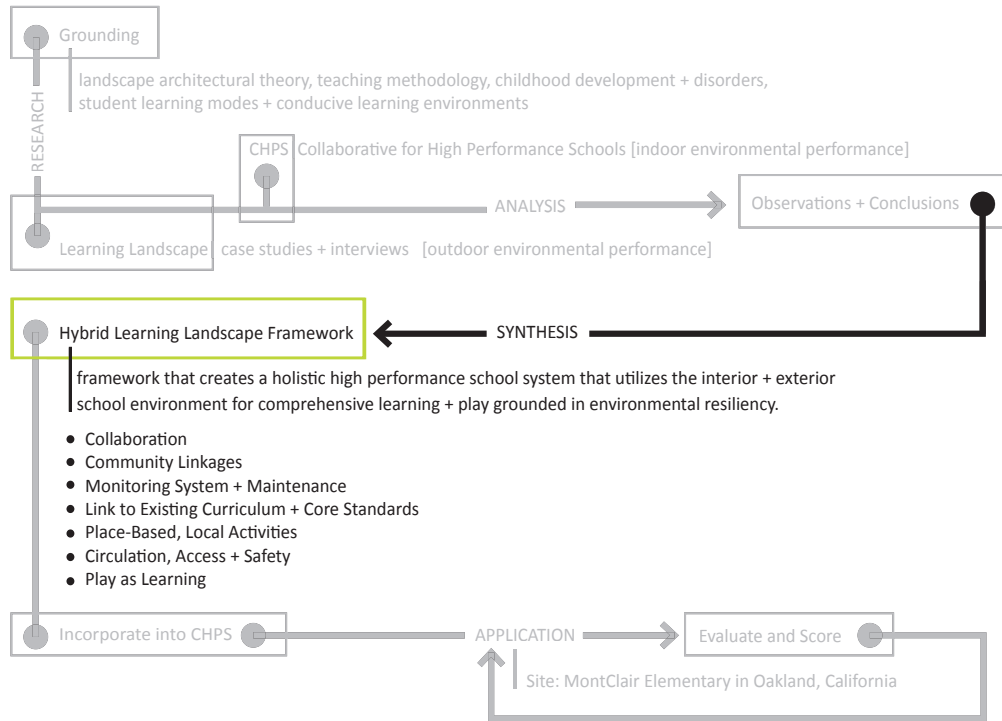 Grounding
landscape architectural theory, teaching methodology, childhood development + disorders,
student learning modes + conducive learning environments
RESEARCH
CHPS Collaborative for High Performance Schools [indoor environmental performance]
ANALYSIS
Observations + Conclusions
Learning Landscape case studies + interviews [outdoor environmental performance]
Hybrid Learning Landscape Framework
SYNTHESIS
framework that creates a holistic high performance school system that utilizes the interior + exterior
school environment for comprehensive learning + play grounded in environmental resiliency.
• Collaboration
• Community Linkages
• Monitoring System + Maintenance
• Link to Existing Curriculum + Core Standards
• Place-Based, Local Activities
• Circulation, Access + Safety
• Play as Learning
Incorporate into CHPS
APPLICATION
Evaluate and Score
Site: MontClair Elementary in Oakland, California